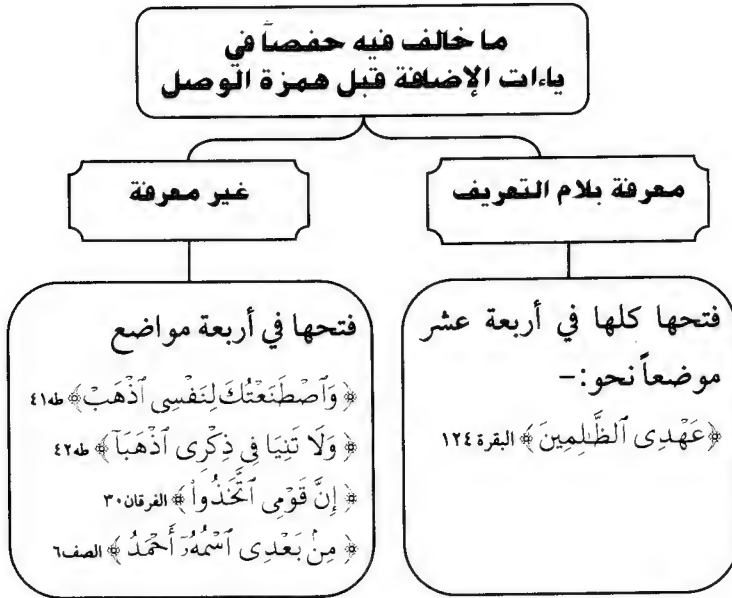 ما خالف فيه حفصاً في
ياءات الإضافة قبل همزة الوصل
معرفة بلام التعريف
غير معرفة
فتحها كلها في أربعة عشر
موضعاً نحو:-
﴿عَهْدِى ٱلظَّٰلِمِينَ﴾ البقرة ١٢٤
فتحها في أربعة مواضع
﴿وَٱصْطَنَعْتُكَ لِنَفْسِى ٱذْهَبْ﴾ طه٤١
﴿وَلَا تَنِيَا فِى ذِكْرِى ٱذْهَبَآ﴾ طه٤٢
﴿إِنَّ قَوْمِى ٱتَّخَذُوا۟﴾ الفرقان٣٠
﴿مِنۢ بَعْدِى ٱسْمُهُۥٓ أَحْمَدُ﴾ الصف٦